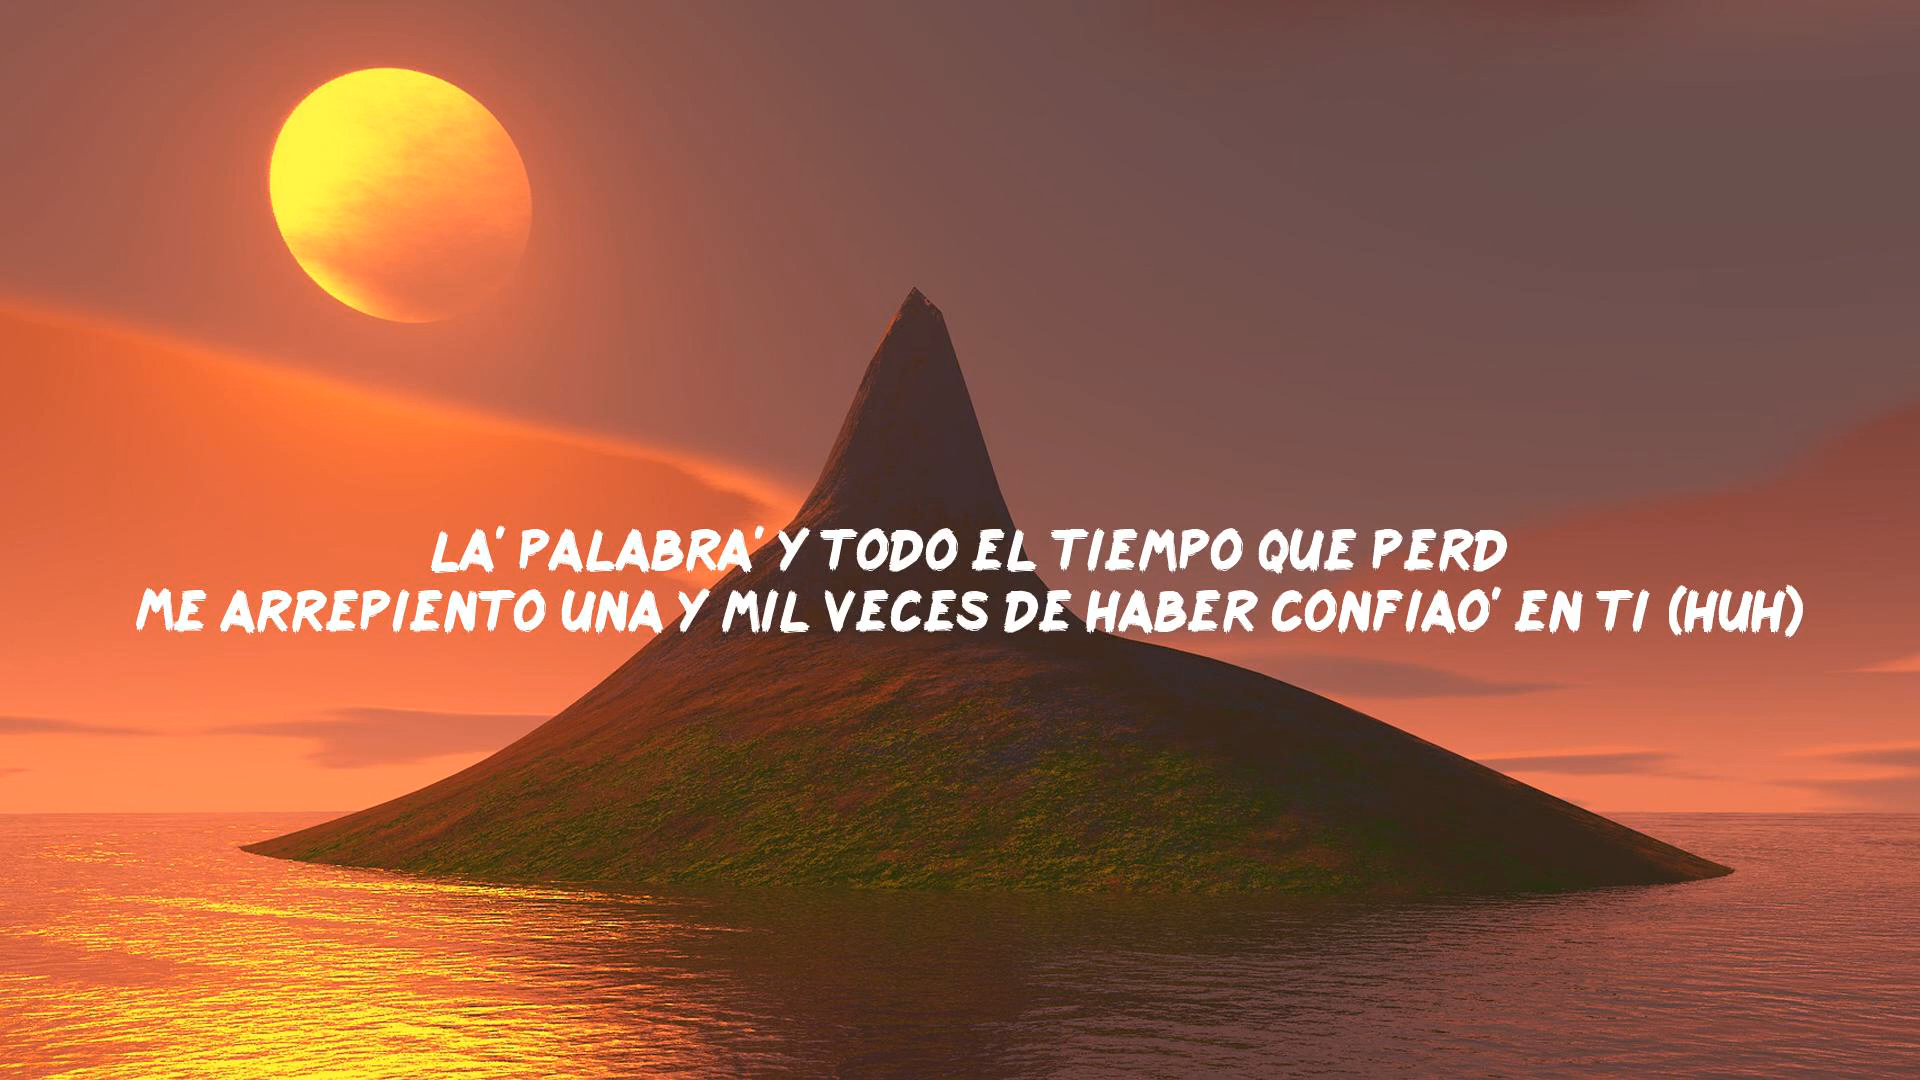 LA' PALABRA' Y TODO EL TIEMPO QUE PERD
ME ARREPIENTO UNA Y MIL VECES DE HABER CONFIAO' EN TI (HUH)